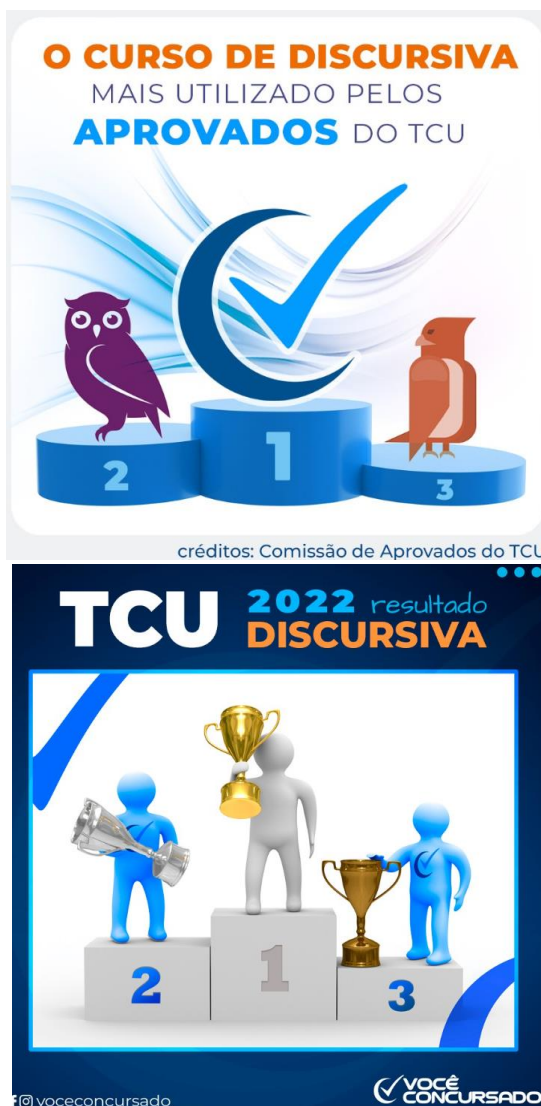 O CURSO DE DISCURSIVA
MAIS UTILIZADO PELOS
APROVADOS DO TCU
1
2
3
créditos: Comissão de Aprovados do TCU
TCU 2022 resultado
DISCURSIVA
1
2
3
voceconcursado
VOCÊ
CONCURSADO